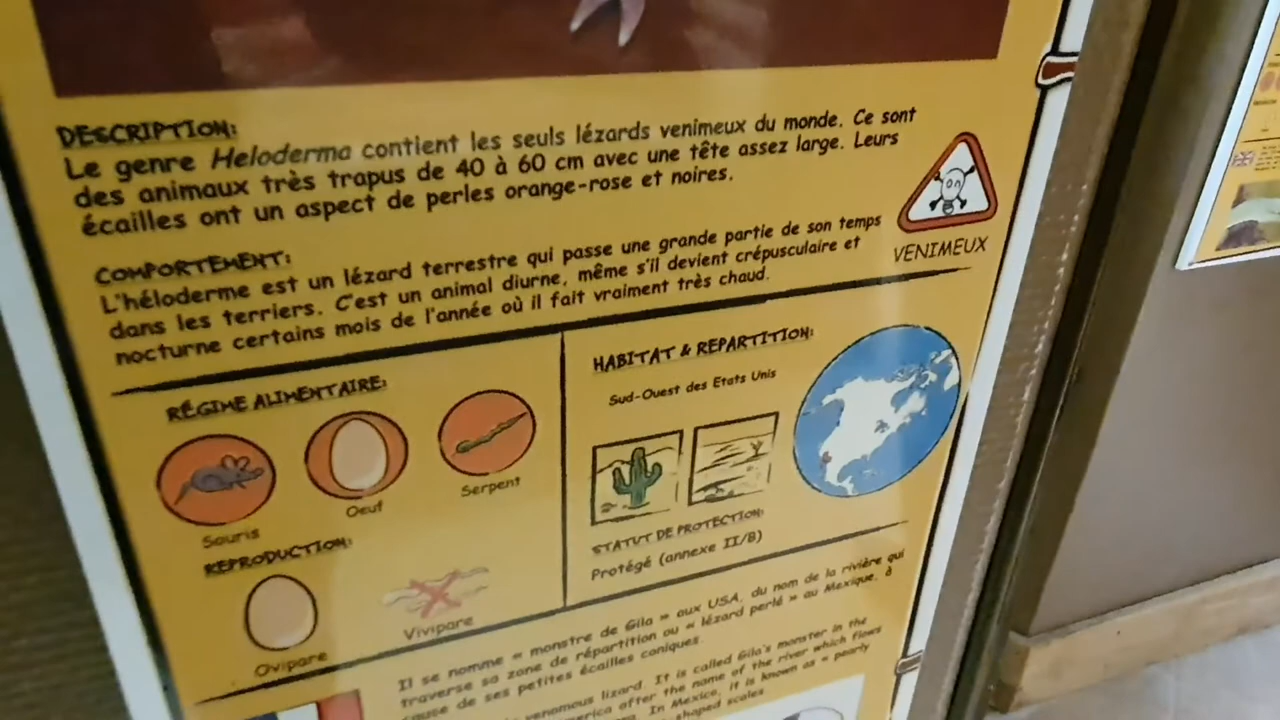 DESCRIPTION:
Le genre Heloderma contient les seuls lézards venimeux du monde. Ce sont
des animaux très trapus de 40 à 60 cm avec une tête assez large. Leurs
écailles ont un aspect de perles orange-rose et noires.
VENIMEUX
COMPORTEMENT:
L'héloderme est un lézard terrestre qui passe une grande partie de son temps
dans les terriers. C'est un animal diurne, même s'il devient crépusculaire et
nocturne certains mois de l'année où il fait vraiment très chaud.
RÉGIME ALIMENTAIRE:
Souris
Oeuf
Serpent
REPRODUCTION:
Ovipare
Vivipare
HABITAT & REPARTITION:
Sud-Ouest des Etats Unis
STATUT DE PROTECTION:
Protégé (annexe II/B)
Il se nomme « monstre de Gila » aux USA, du nom de la rivière qui
traverse sa zone de répartition ou « lézard perlé » au Mexique, à
cause de ses petites écailles coniques.
venomous lizard. It is called Gila's monster in the
America after the name of the river which flows
In Mexico, it is known as « pearly
shaped scales